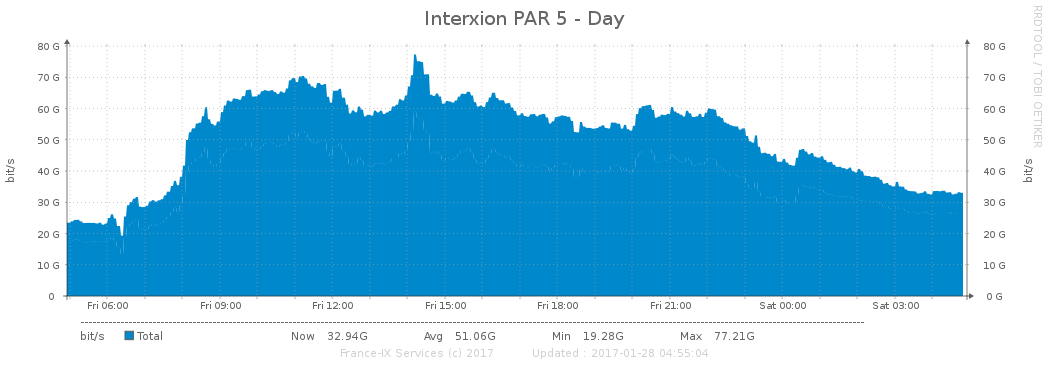 Interxion PAR 5 - Day
RRDTOOL / TOBI OETIKER
80 G 80 G
70 G 70 G
60 G 60 G
50 G 50 G
40 G 40 G
30 G 30 G
20 G 20 G
10 G 10 G
0 0 G
bit/s bit/s
Fri 06:00 Fri 09:00 Fri 12:00 Fri 15:00 Fri 18:00 Fri 21:00 Sat 00:00 Sat 03:00
bit/s Total Now 32.94G Avg 51.06G Min 19.28G Max 77.21G
France-IX Services (c) 2017 Updated : 2017-01-28 04:55:04